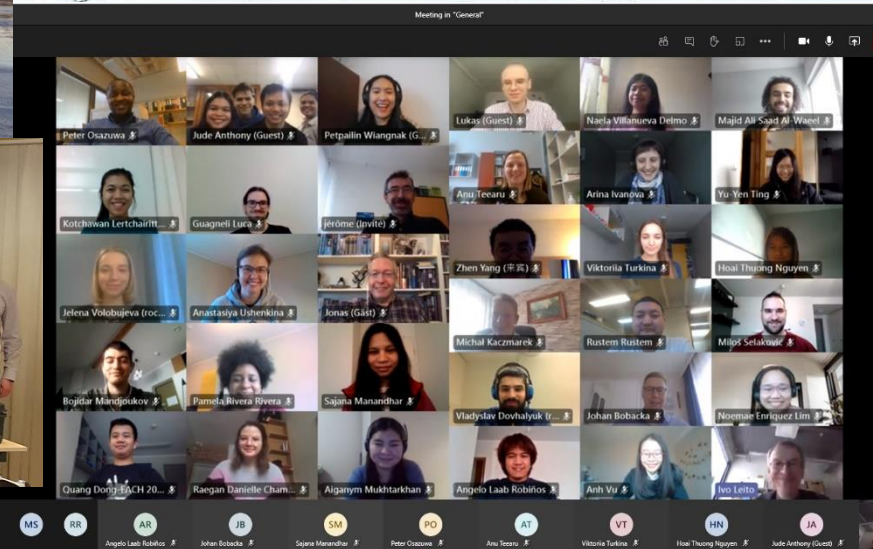 Meeting in "General"
Peter Osazuwa
Jude Anthony (Guest)
Petpailin Wiangnak (G...
Lukas (Guest)
Naela Villanueva Delmo
Majid Ali Saad Al-Waeel
Kotchawan Lertchairitt...
Guagneli Luca
jérôme (Invité)
Anu Teearu
Arina Ivanova
Yu-Yen Ting
Jelena Volobujeva (roc...
Anastasiya Ushenkina
Jonas (Gäst)
Zhen Yang (来宾)
Viktoriia Turkina
Hoai Thuong Nguyen
Michał Kaczmarek
Rustem Rustem
Miloš Selaković
Bojidar Mandjoukov
Pamela Rivera Rivera
Sajana Manandhar
Vladyslav Dovhalyuk (r...
Johan Bobacka
Noemae Enriquez Lim
Quang Dong-EACH 20...
Raegan Danielle Cham...
Aiganym Mukhtarkhan
Angelo Laab Robiños
Anh Vu
Ivo Leito
MS RR AR JB SM PO AT VT HN JA
Angelo Laab Robiños Johan Bobacka Sajana Manandhar Peter Osazuwa Anu Teearu Viktoriia Turkina Hoai Thuong Nguyen Jude Anthony (Guest)